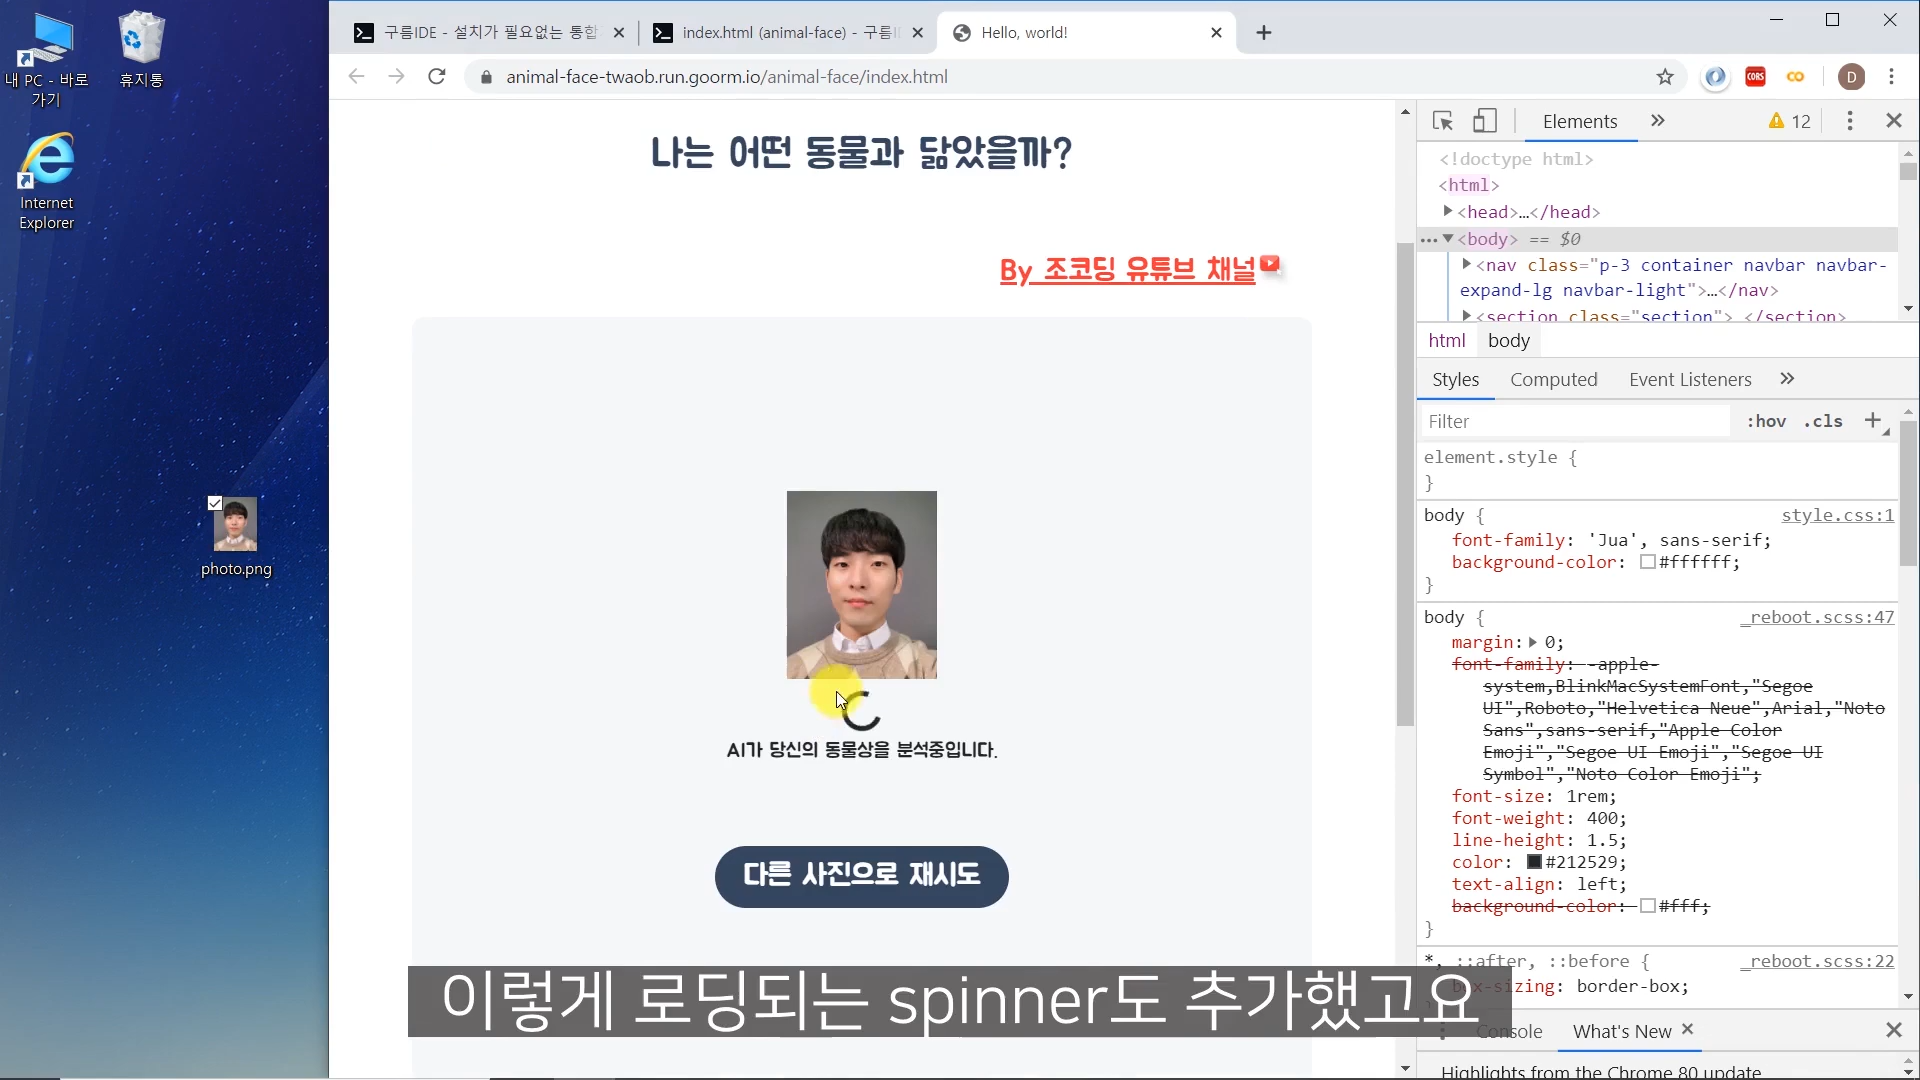 내 PC - 바로
가기
휴지통
Internet
Explorer
photo.png
구름IDE - 설치가 필요없는 통합
index.html (animal-face) - 구름I
Hello, world!
animal-face-twaob.run.goorm.io/animal-face/index.html
CORS
CO
D
나는 어떤 동물과 닮았을까?
By 조코딩 유튜브 채널
AI가 당신의 동물상을 분석중입니다.
다른 사진으로 재시도
이렇게 로딩되는 spinner도 추가했고요
Elements
12
<!doctype html>
<html>
<head>…</head>
<body> == $0
<nav class="p-3 container navbar navbar-
expand-lg navbar-light">…</nav>
<section class="section"> </section>
html body
Styles Computed Event Listeners
Filter :hov .cls
element.style {
}
body { style.css:1
font-family: 'Jua', sans-serif;
background-color: #ffffff;
}
body { _reboot.scss:47
margin: 0;
font-family: -apple-
system,BlinkMacSystemFont,"Segoe
UI",Roboto,"Helvetica Neue",Arial,"Noto
Sans",sans-serif,"Apple Color
Emoji","Segoe UI Emoji","Segoe UI
Symbol","Noto Color Emoji";
font-size: 1rem;
font-weight: 400;
line-height: 1.5;
color: #212529;
text-align: left;
background-color: #fff;
}
*, ::after, ::before { _reboot.scss:22
box-sizing: border-box;
Console What's New
Highlights from the Chrome 80 update